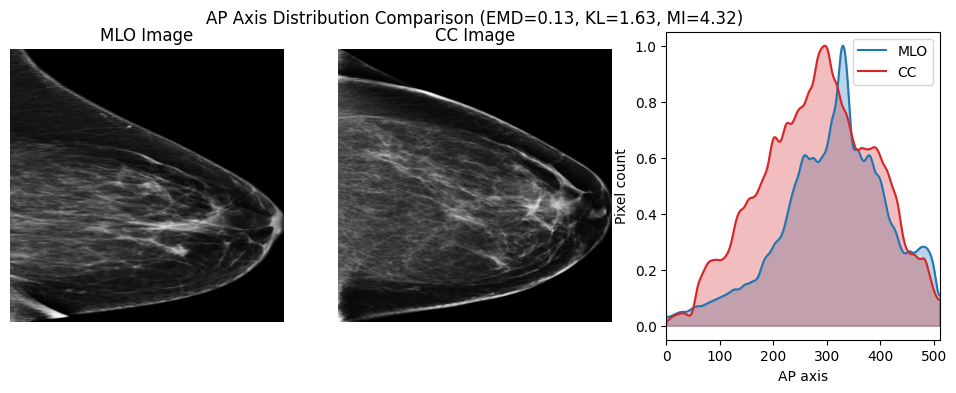 AP Axis Distribution Comparison (EMD=0.13, KL=1.63, MI=4.32)
MLO Image
CC Image
MLO
CC
Pixel count
1.0
0.8
0.6
0.4
0.2
0.0
0 100 200 300 400 500
AP axis